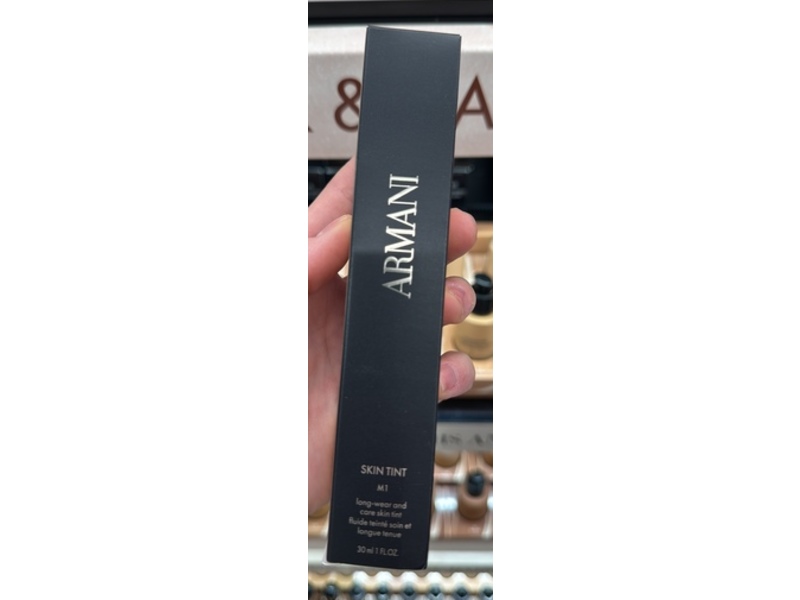 & A
ARMANI
SKIN TINT
M1
long-wear and
care skin tint
fluide teinté soin et
longue tenue
30 ml 1 FL.OZ